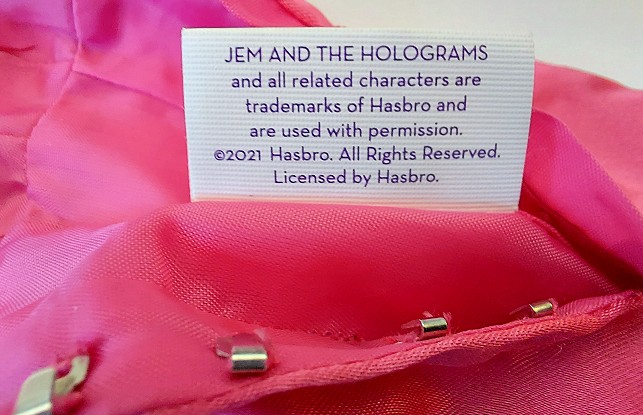 JEM AND THE HOLOGRAMS
and all related characters are
trademarks of Hasbro and
are used with permission.
©2021 Hasbro. All Rights Reserved.
Licensed by Hasbro.